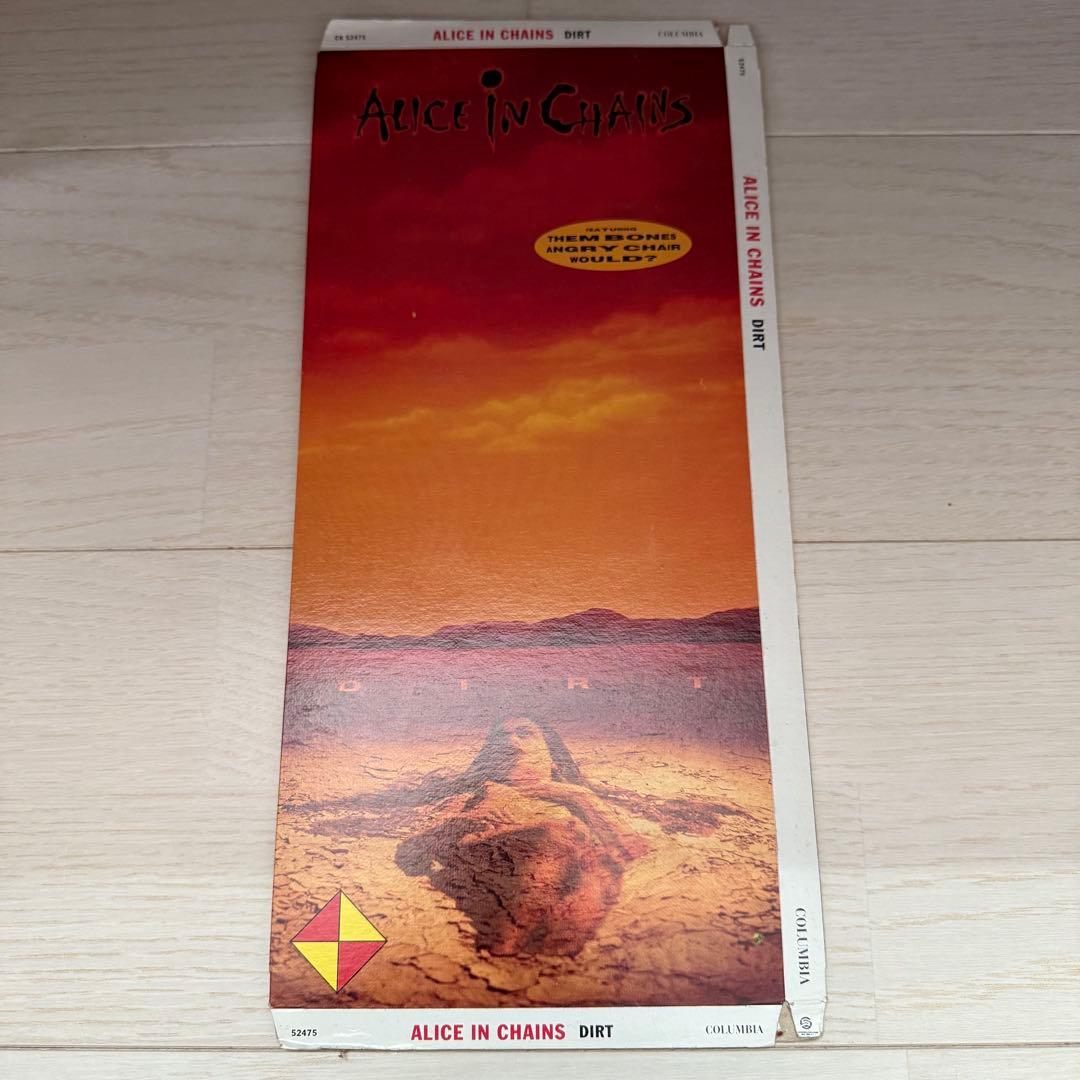 CK 52475 ALICE IN CHAINS DIRT COLUMBIA
52475
ALICE IN CHAINS
FEATURING
THEM BONES
ANGRY CHAIR
WOULD?
ALICE IN CHAINS DIRT
DIRT
COLUMBIA
52475 ALICE IN CHAINS DIRT COLUMBIA